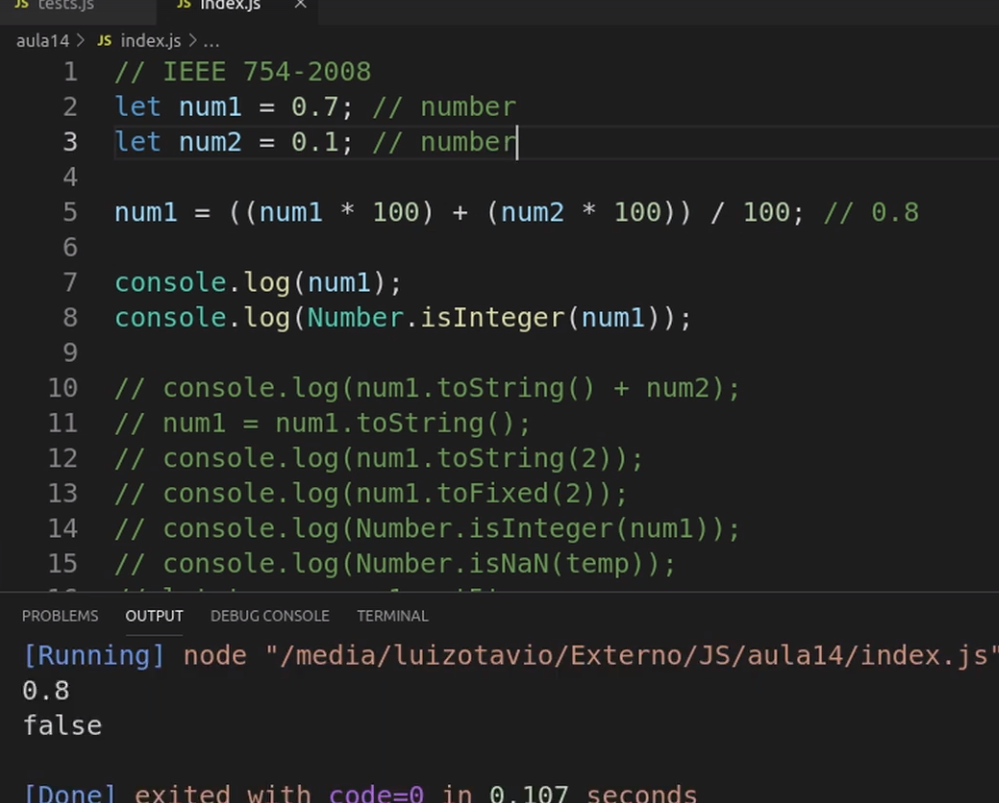 JS tests.js JS index.js ×
aula14 > JS index.js > ...
1 // IEEE 754-2008
2 let num1 = 0.7; // number
3 let num2 = 0.1; // number
4
5 num1 = ((num1 * 100) + (num2 * 100)) / 100; // 0.8
6
7 console.log(num1);
8 console.log(Number.isInteger(num1));
9
10 // console.log(num1.toString() + num2);
11 // num1 = num1.toString();
12 // console.log(num1.toString(2));
13 // console.log(num1.toFixed(2));
14 // console.log(Number.isInteger(num1));
15 // console.log(Number.isNaN(temp));
PROBLEMS OUTPUT DEBUG CONSOLE TERMINAL
[Running] node "/media/luizotavio/Externo/JS/aula14/index.js"
0.8
false
[Done] exited with code=0 in 0.107 seconds